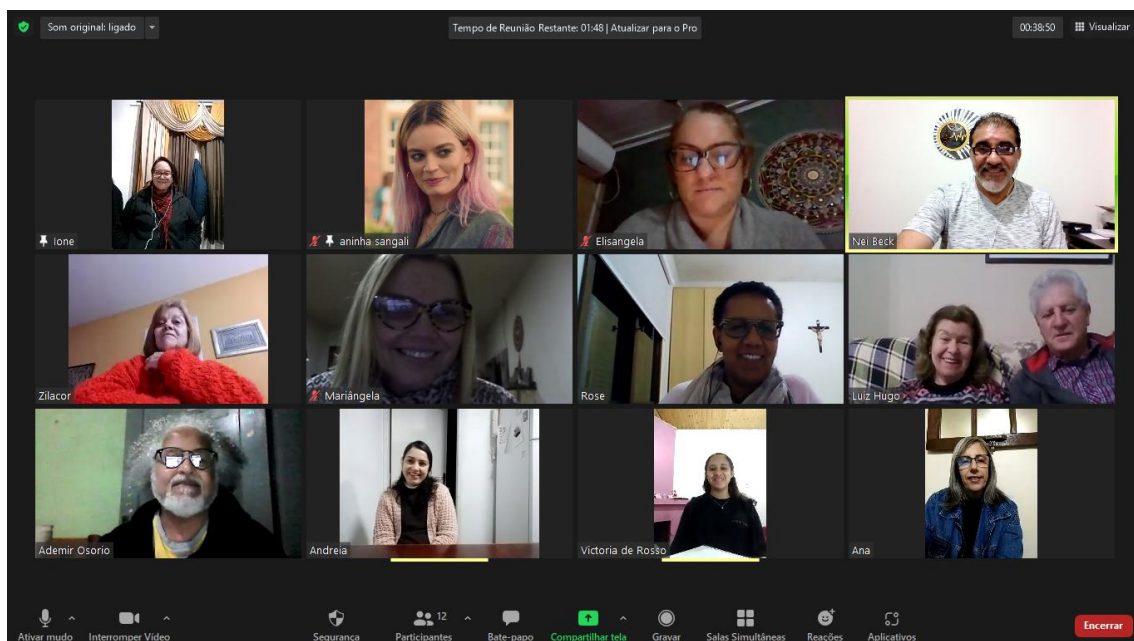 Som original: ligado
Tempo de Reunião Restante: 01:48 | Atualizar para o Pro
00:38:50
Visualizar
Ione
aninha sangali
Elisangela
Nei Beck
Zilacor
Mariângela
Rose
Luiz Hugo
Ademir Osorio
Andreia
Victoria de Rosso
Ana
Ativar mudo
Interromper Vídeo
Segurança
12
Participantes
Bate-papo
Compartilhar tela
Gravar
Salas Simultâneas
Reações
Aplicativos
Encerrar